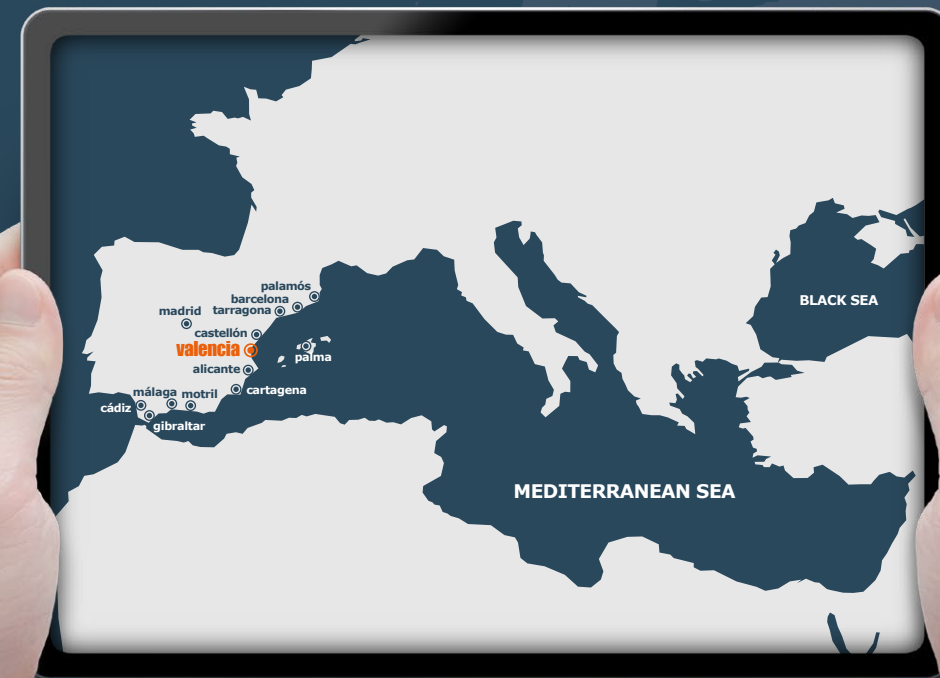 palamós
barcelona
madrid
tarragona
BLACK SEA
castellón
valencia
palma
alicante
cartagena
málaga
motril
cádiz
gibraltar
MEDITERRANEAN SEA